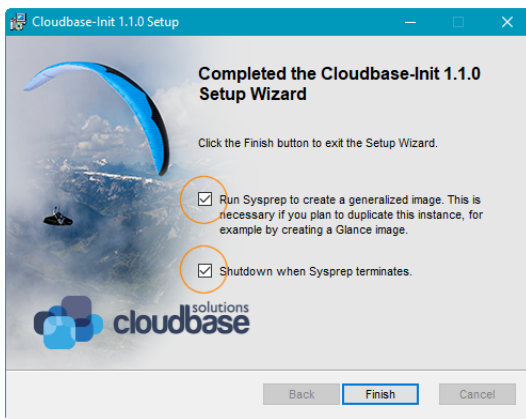 Cloudbase-Init 1.1.0 Setup
Completed the Cloudbase-Init 1.1.0
Setup Wizard
Click the Finish button to exit the Setup Wizard.
Run Sysprep to create a generalized image. This is
necessary if you plan to duplicate this instance, for
example by creating a Glance image.
Shutdown when Sysprep terminates.
solutions
cloudbase
Back
Finish
Cancel